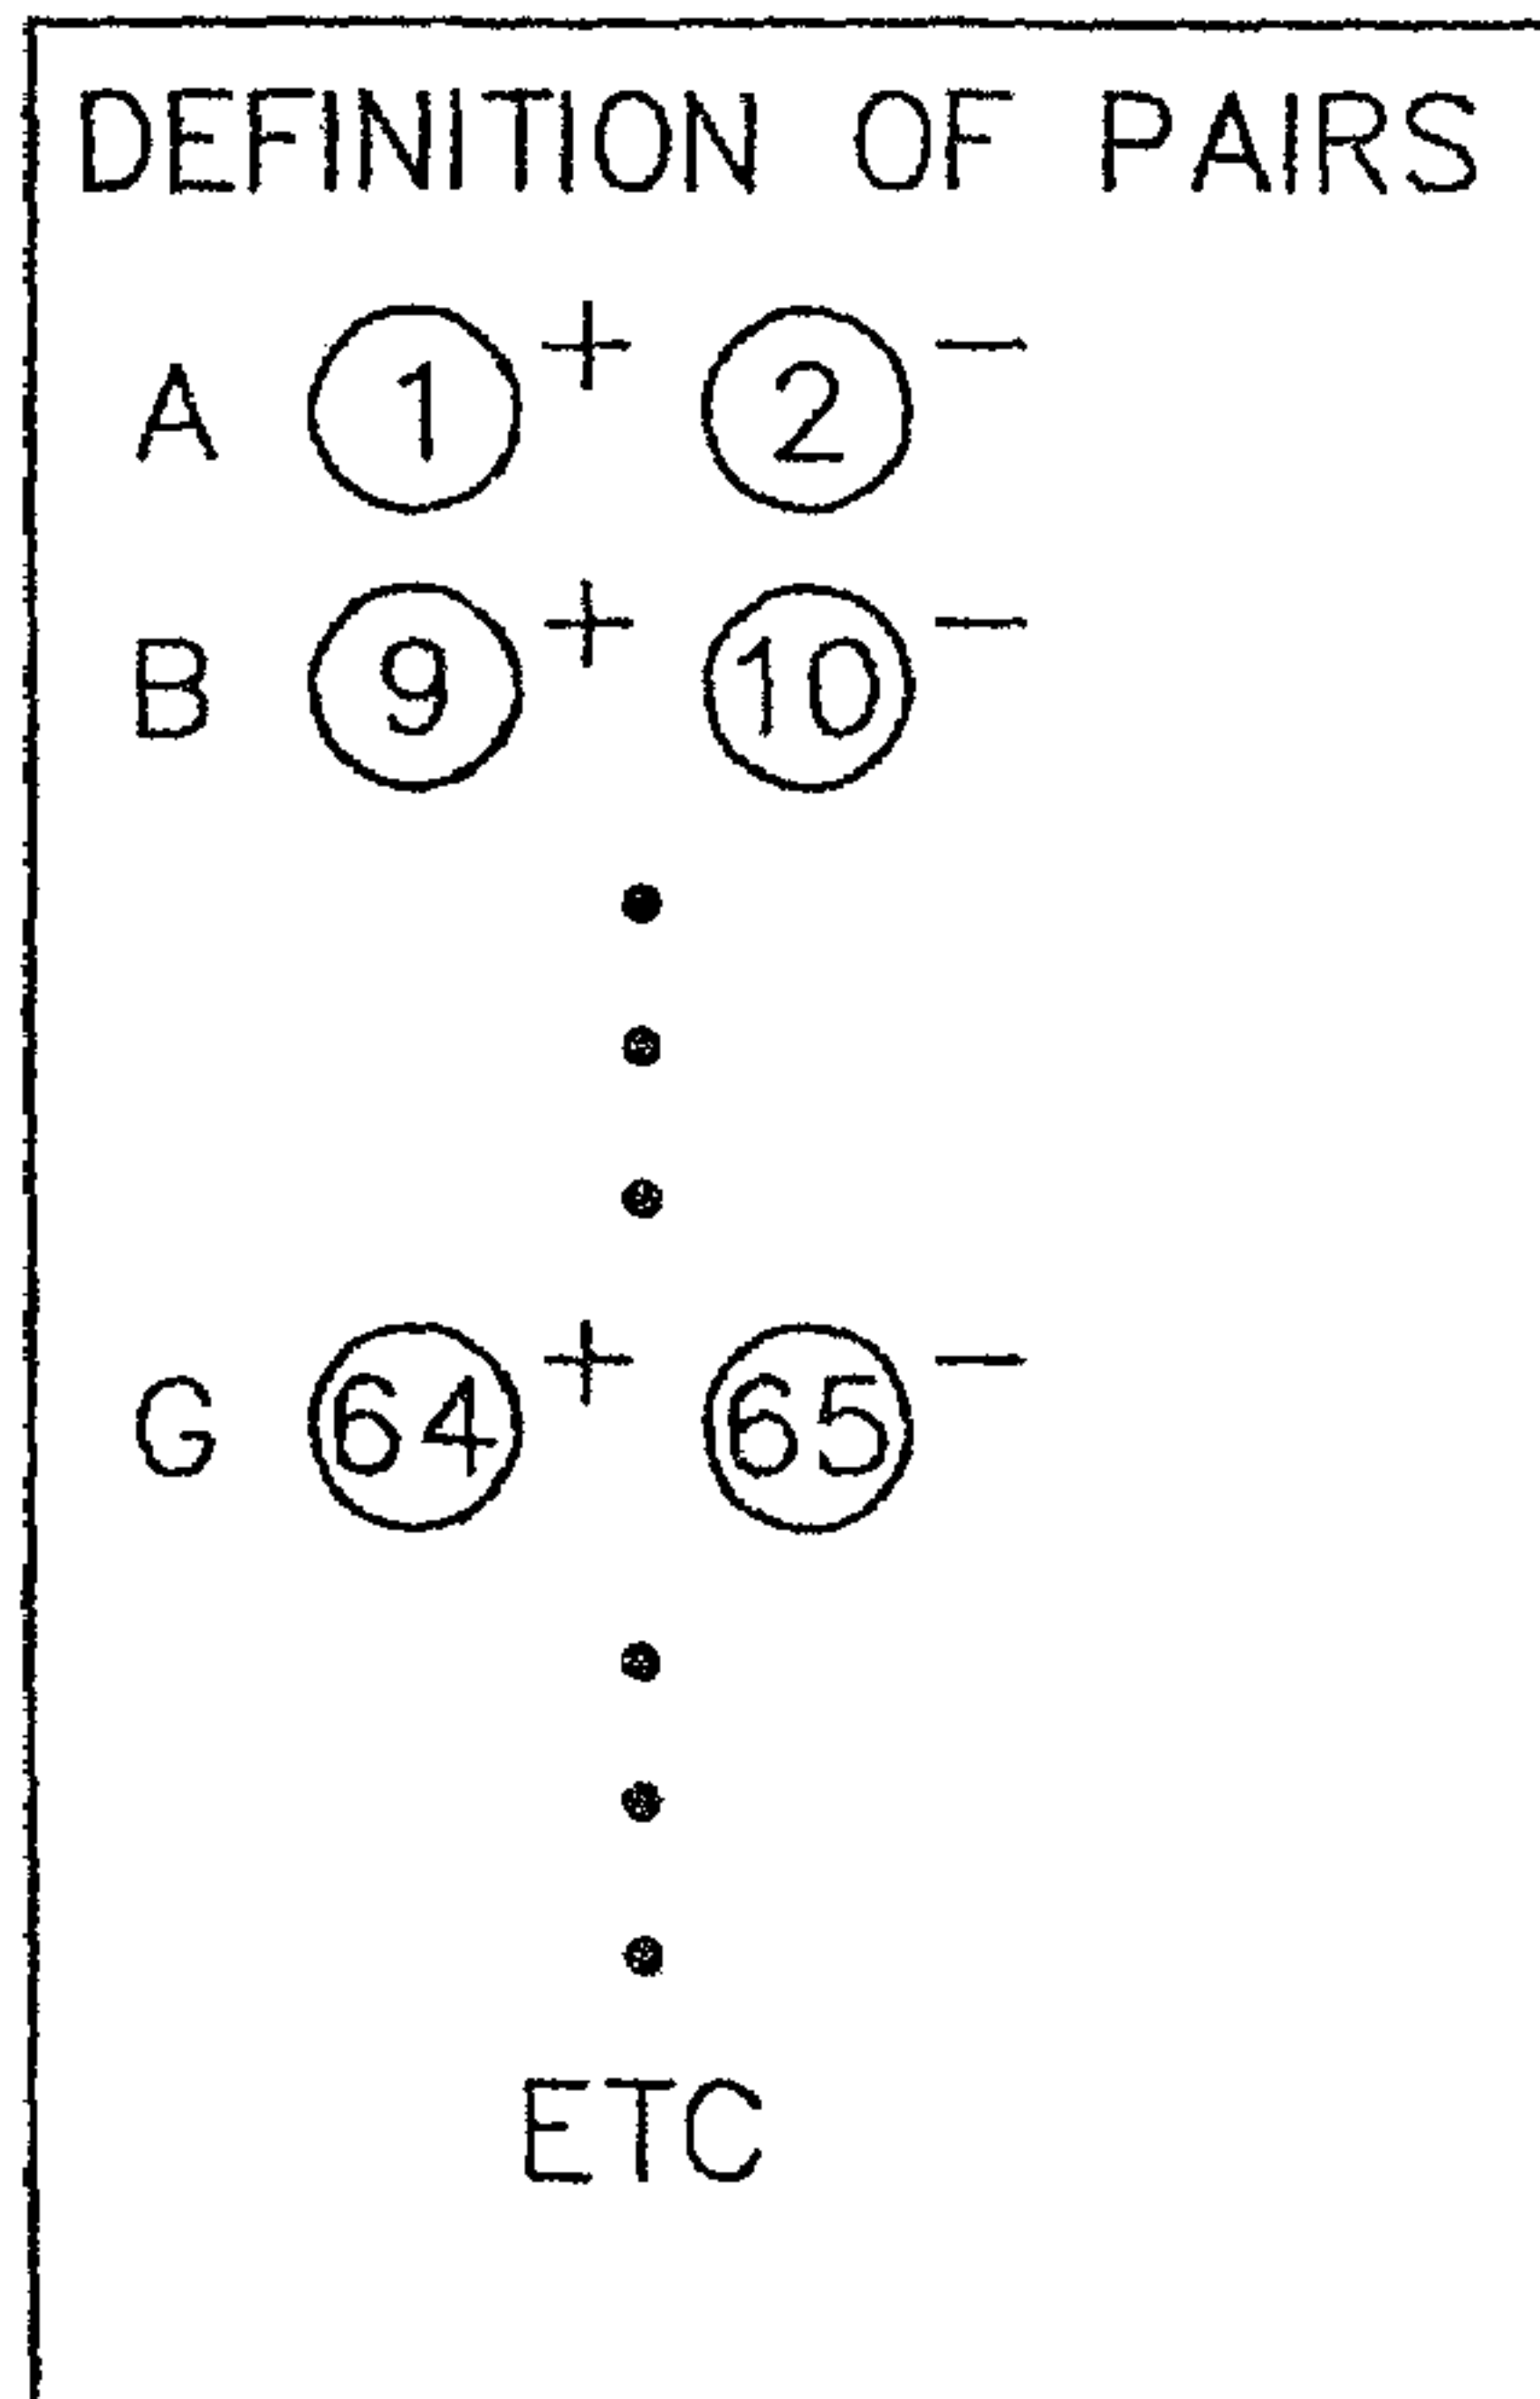 DEFINITION OF PAIRS
A 1 + 2 −
B 9 + 10 −
G 64 + 65 −
ETC